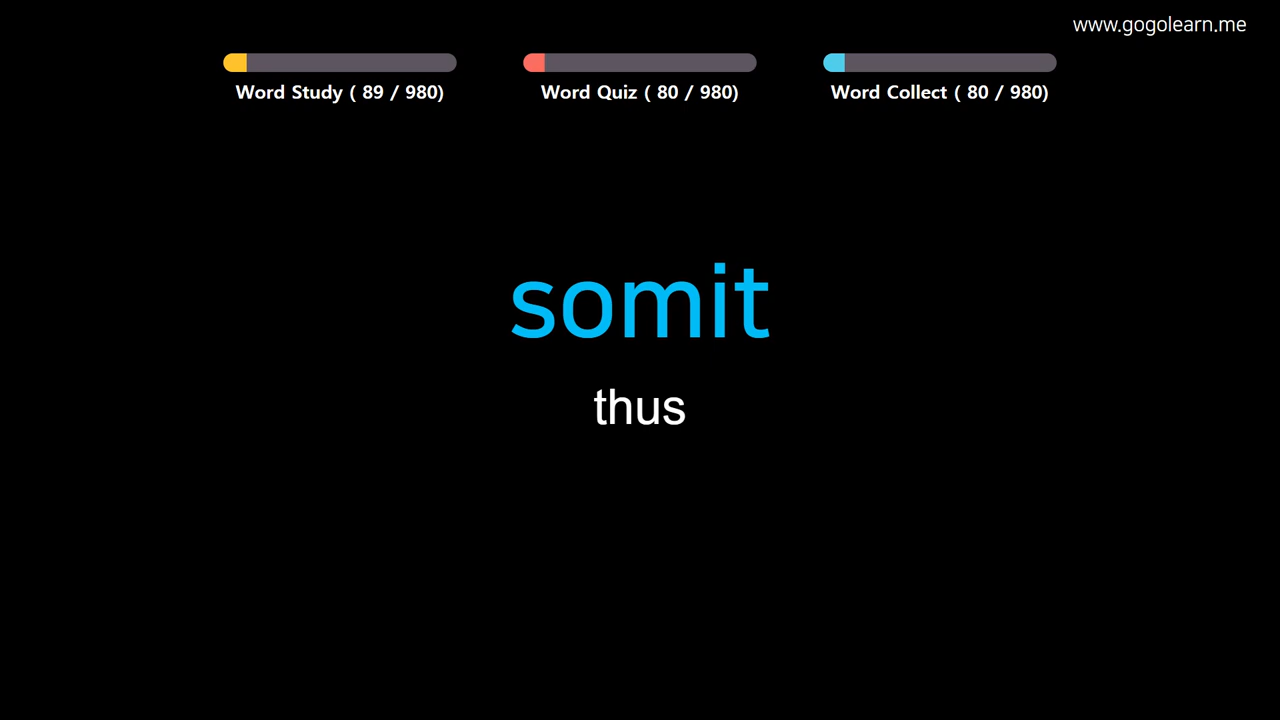 www.gogolearn.me
Word Study ( 89 / 980)
Word Quiz ( 80 / 980)
Word Collect ( 80 / 980)
somit
thus